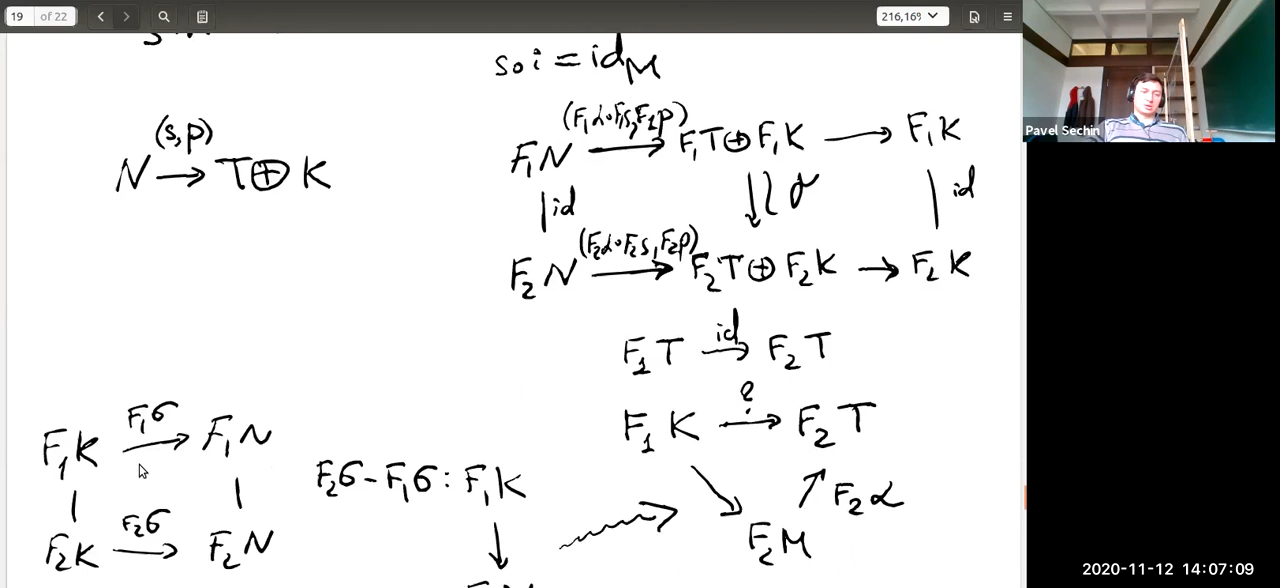 19 of 22
216,16%
Pavel Sechin
s∘i = id_M
(s,p)
N → T⊕K
(F₁α∘F₁s, F₁p)
F₁N → F₁T⊕F₁K → F₁K
id
σ
id
(F₂α∘F₂s, F₂p)
F₂N → F₂T⊕F₂K → F₂K
id
F₁T → F₂T
?
F₁K → F₂T
F₁σ
F₁K → F₁N
F₂σ - F₁σ : F₁K
F₂α
F₂σ
F₂K → F₂N
F₂M
2020-11-12 14:07:09